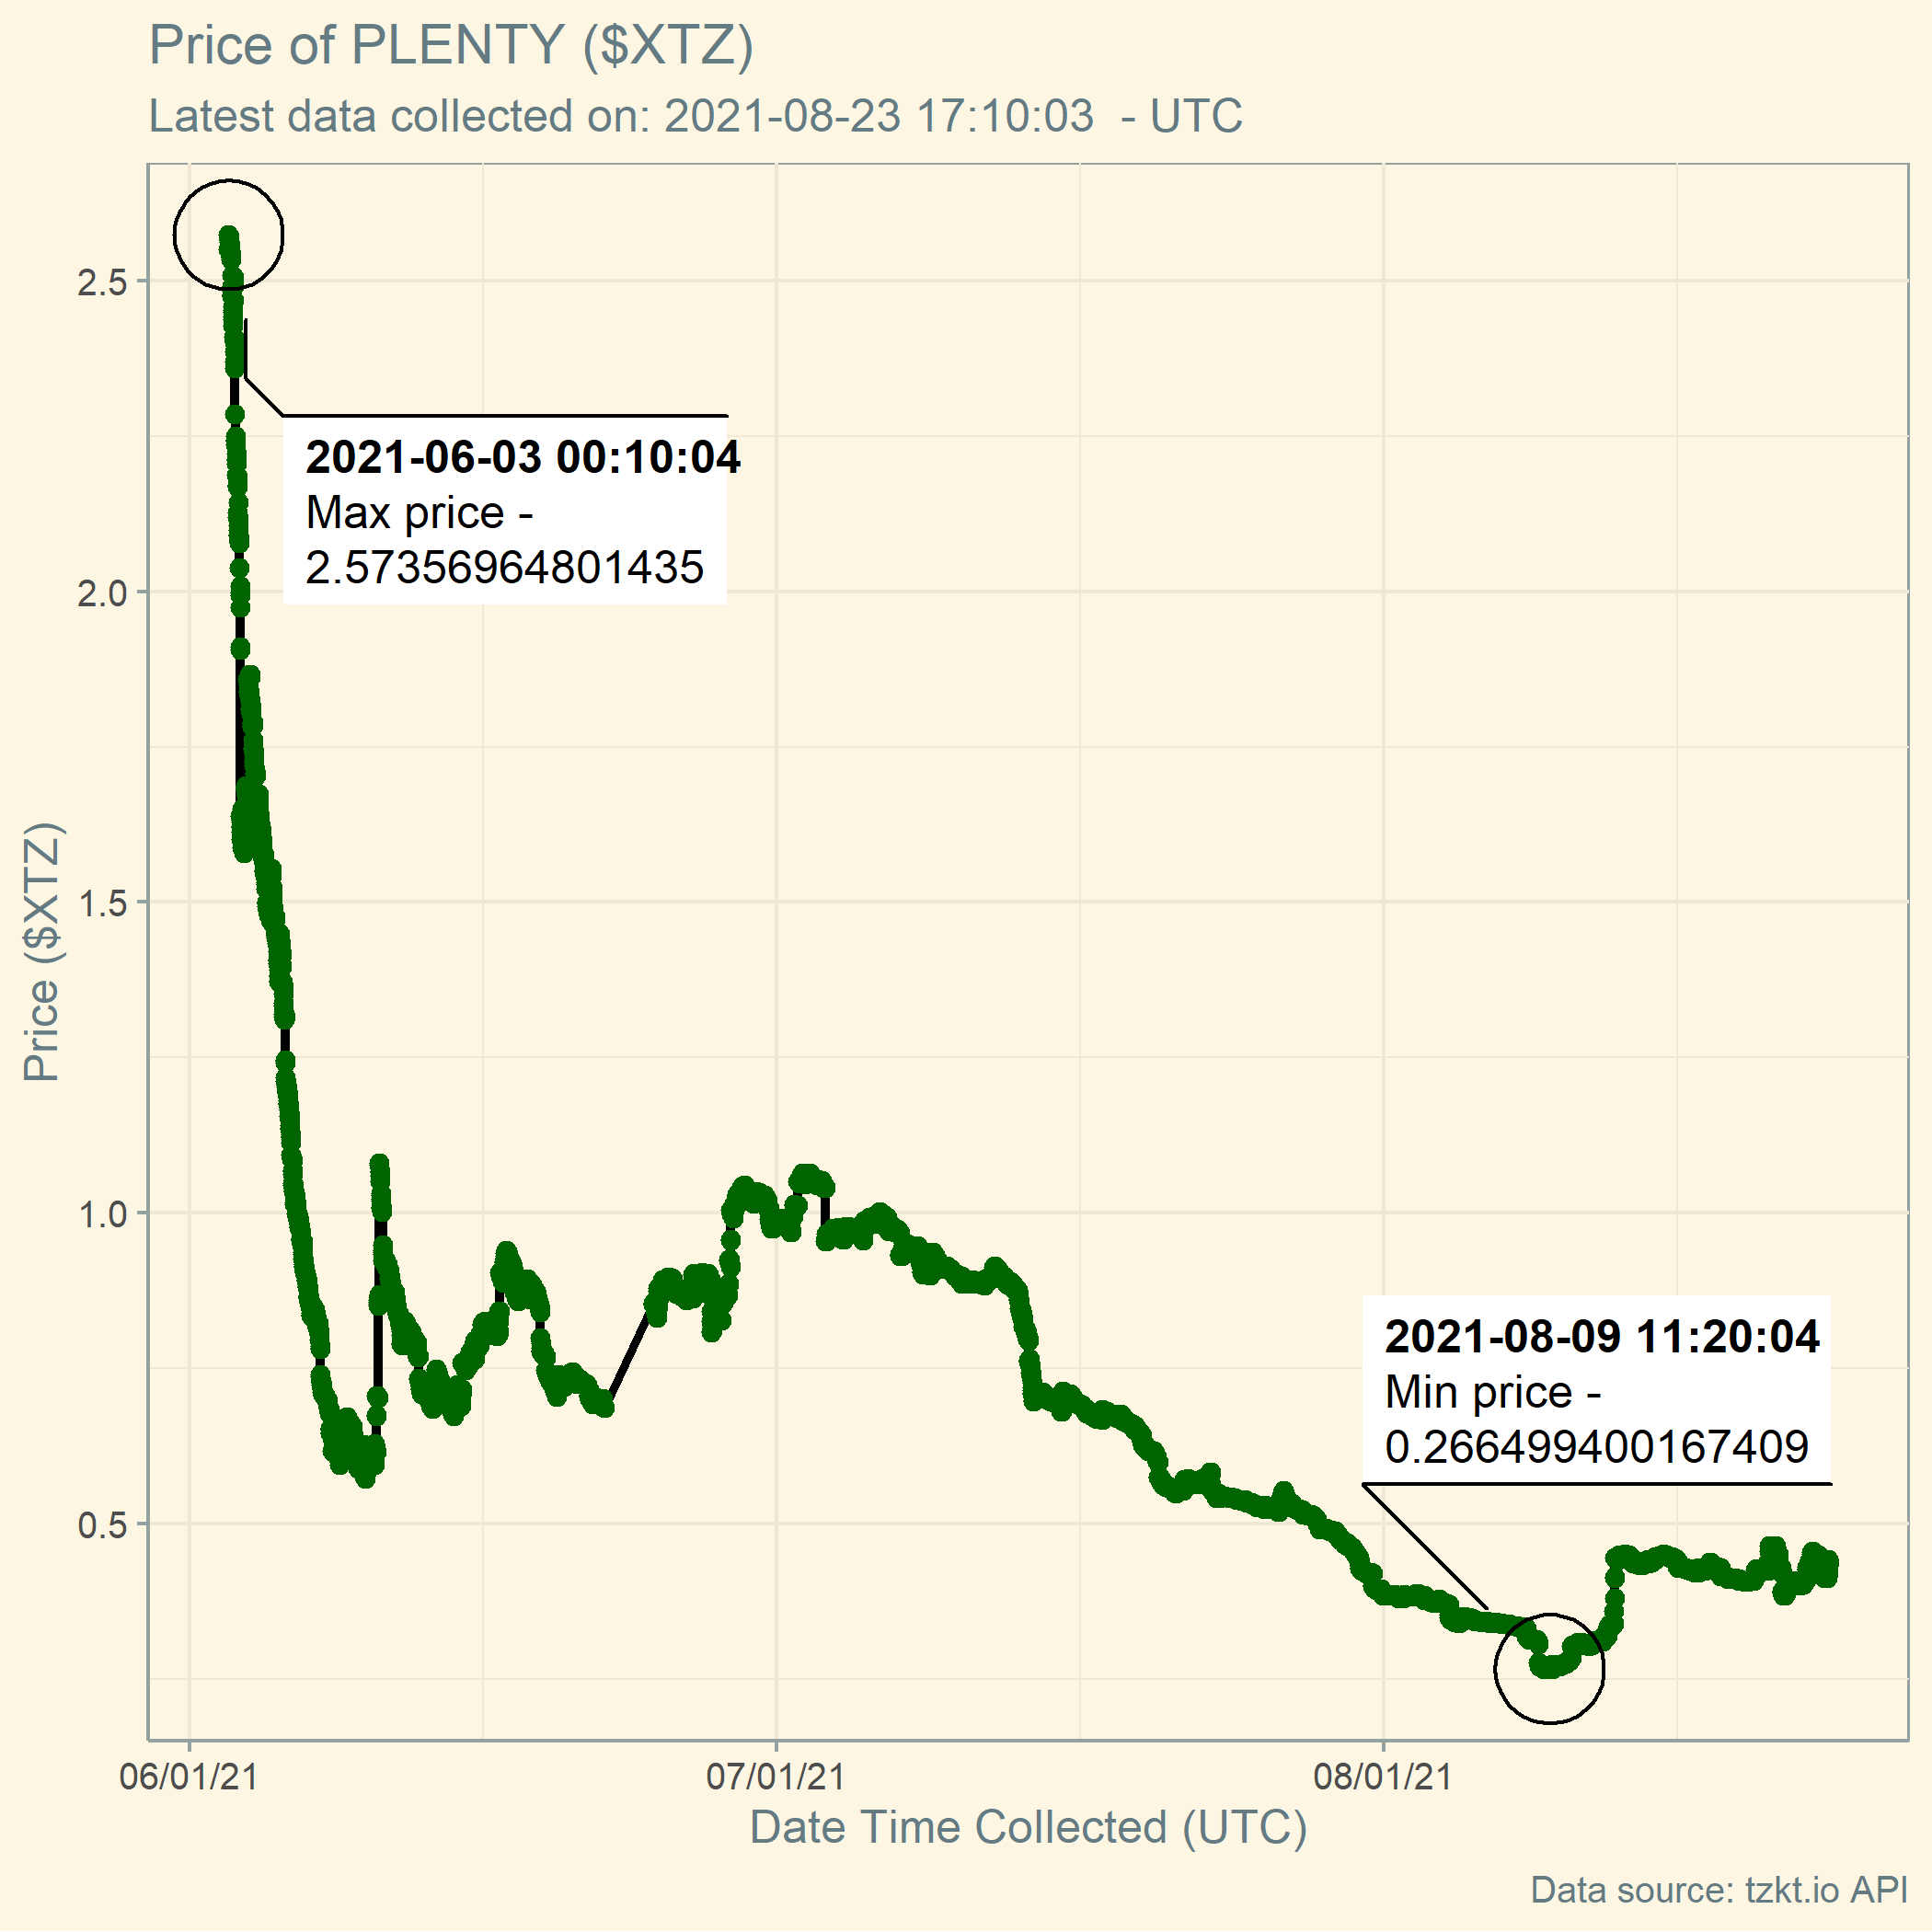 Price of PLENTY ($XTZ)
Latest data collected on: 2021-08-23 17:10:03  - UTC
Price ($XTZ)
2.5
2.0
1.5
1.0
0.5
2021-06-03 00:10:04
Max price -
2.57356964801435
2021-08-09 11:20:04
Min price -
0.266499400167409
06/01/21
07/01/21
08/01/21
Date Time Collected (UTC)
Data source: tzkt.io API